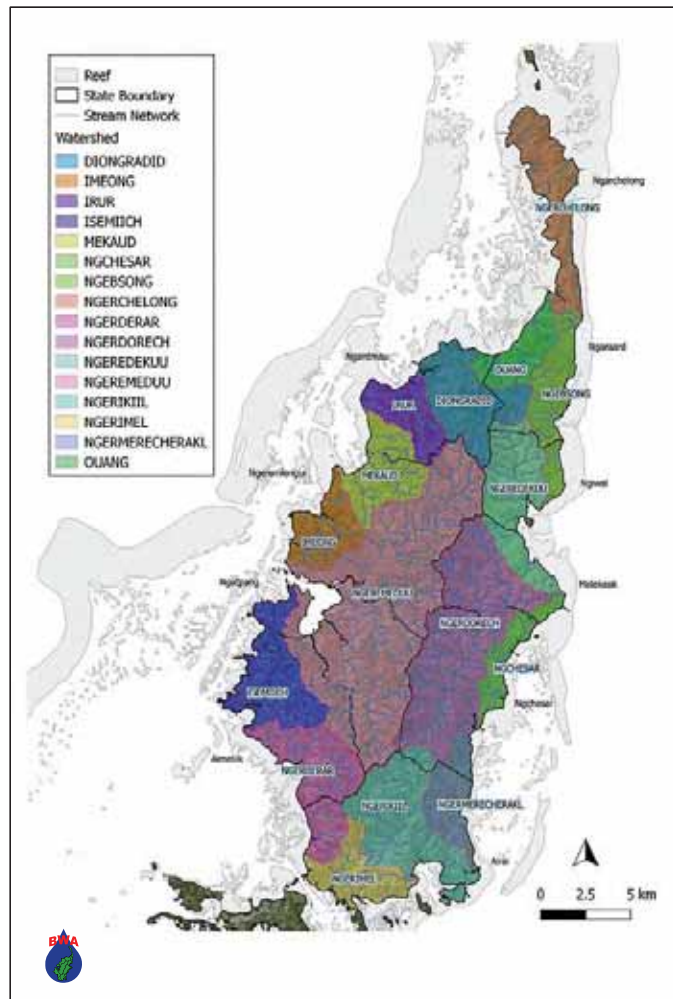 Reef
State Boundary
Stream Network
Watershed
DIONGRADID
IMEONG
IRUR
ISEMIICH
MEKAUD
NGCHESAR
NGEBSONG
NGERCHELONG
NGERDERAR
NGERDORECH
NGEREDEKUU
NGEREMEDUU
NGERIKIIL
NGERIMEL
NGERMERECHERAKL
OUANG
Ngarchelong
NGERCHELONG
Ngaraard
OUANG
NGEBSONG
Ngardmau
DIONGRADID
IRUR
Ngeremlengui
MEKAUD
NGEREDEKUU
Ngiwal
IMEONG
Ngatpang
NGEREMEDUU
Melekeok
NGERDORECH
NGCHESAR
Ngchesar
ISEMIICH
Aimeliik
NGERDERAR
NGERIKIIL
NGERMERECHERAKL
Airai
NGERIMEL
0 2.5 5 km
BWA